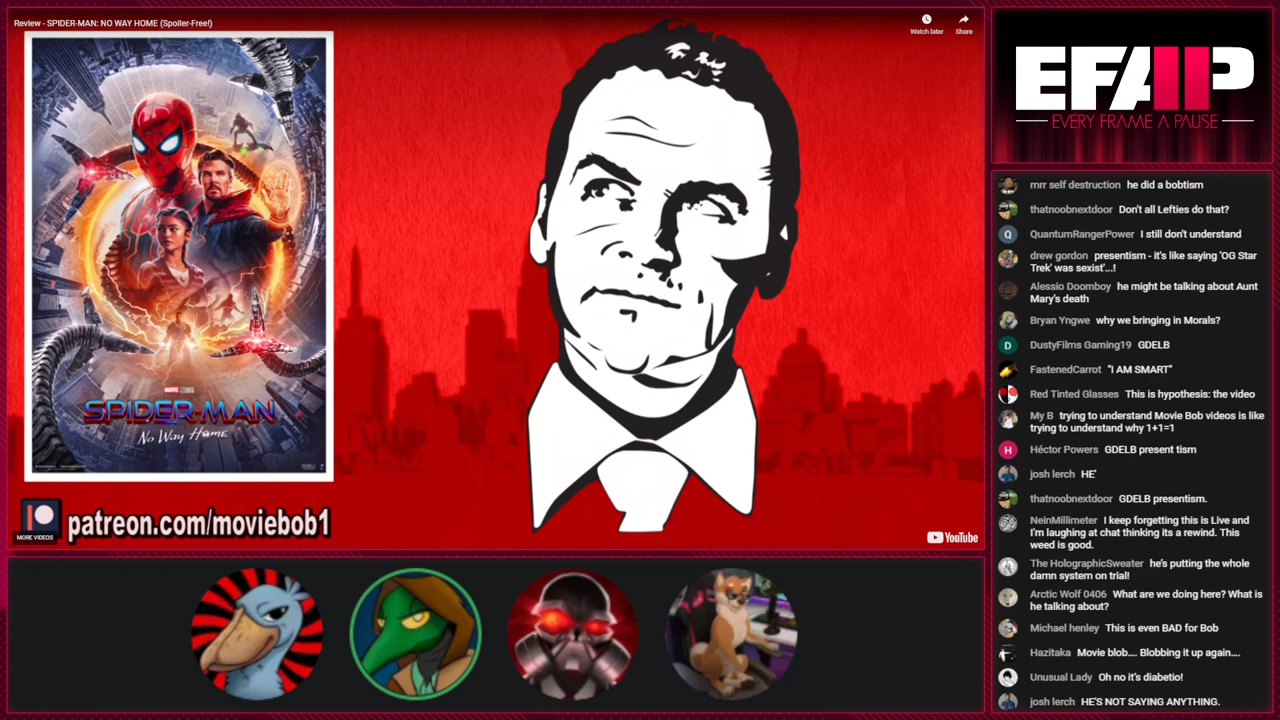 Review - SPIDER-MAN: NO WAY HOME (Spoiler-Free!)
Watch later
Share
MARVEL STUDIOS
SPIDER-MAN
No Way Home
MORE VIDEOS
patreon.com/moviebob1
YouTube
EFAP
EVERY FRAME A PAUSE
mrr self destruction he did a bobtism
thatnoobnextdoor Don't all Lefties do that?
Q
QuantumRangerPower I still don't understand
drew gordon presentism - it's like saying 'OG Star
Trek' was sexist'...!
Alessio Doomboy he might be talking about Aunt
Mary's death
Bryan Yngwe why we bringing in Morals?
D
DustyFilms Gaming19 GDELB
FastenedCarrot "I AM SMART"
Red Tinted Glasses This is hypothesis: the video
My B trying to understand Movie Bob videos is like
trying to understand why 1+1=1
H
Héctor Powers GDELB present tism
josh lerch HE'
thatnoobnextdoor GDELB presentism.
NeinMillimeter I keep forgetting this is Live and
I'm laughing at chat thinking its a rewind. This
weed is good.
The HolographicSweater he's putting the whole
damn system on trial!
Arctic Wolf 0406 What are we doing here? What is
he talking about?
Michael henley This is even BAD for Bob
Hazitaka Movie blob.... Blobbing it up again....
Unusual Lady Oh no it's diabetio!
josh lerch HE'S NOT SAYING ANYTHING.